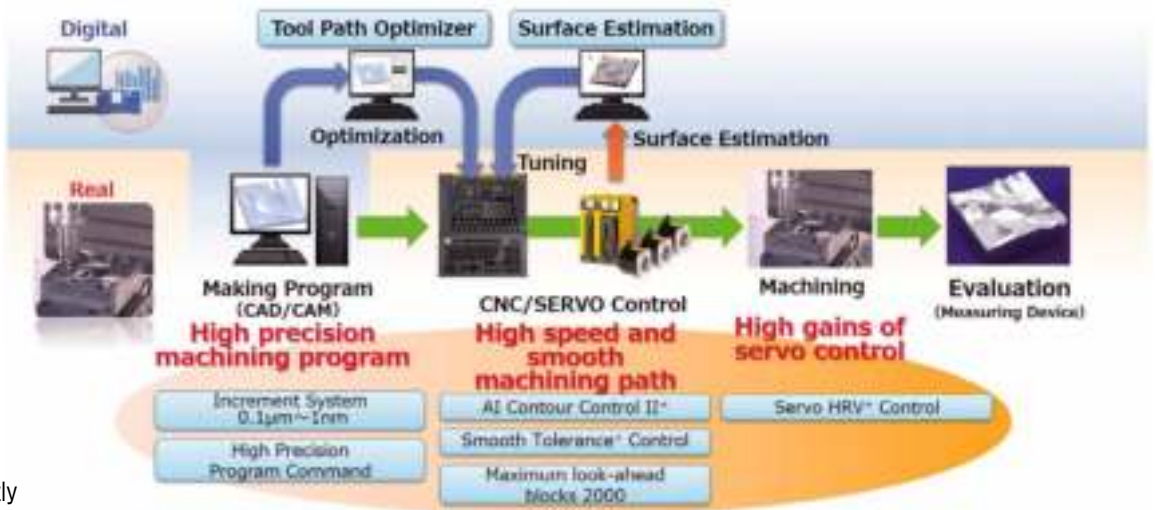 Digital
Tool Path Optimizer
Surface Estimation
Optimization
Tuning
Surface Estimation
Real
Making Program
(CAD/CAM)
CNC/SERVO Control
Machining
Evaluation
(Measuring Device)
High precision
machining program
High speed and
smooth
machining path
High gains of
servo control
Increment System
0.1μm～1nm
High Precision
Program Command
AI Contour Control II⁺
Smooth Tolerance⁺ Control
Maximum look-ahead
blocks 2000
Servo HRV⁺ Control
ly